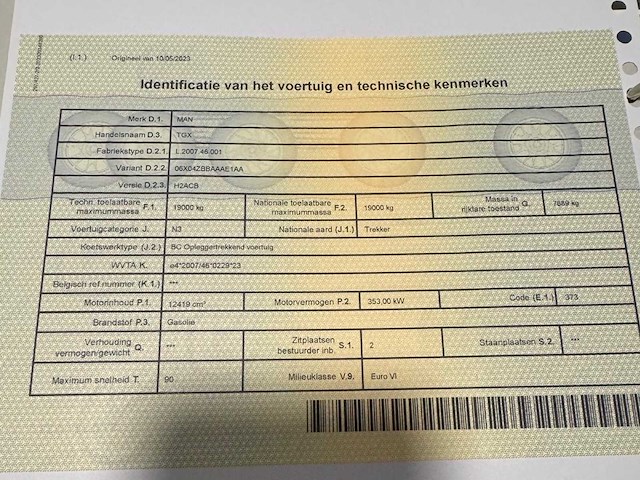 (I.1.) Origineel van 10/05/2023
Identificatie van het voertuig en technische kenmerken
Merk D.1. MAN
Handelsnaam D.3. TGX
Fabriekstype D.2.1. L.2007.46.001
Variant D.2.2. 06X04ZBBAAAE1AA
Versie D.2.3. H2ACB
Techn. toelaatbare maximummassa F.1. 19000 kg Nationale toelaatbare maximummassa F.2. 19000 kg Massa in rijklare toestand G. 7889 kg
Voertuigcategorie J. N3 Nationale aard (J.1.) Trekker
Koetswerktype (J.2.) BC Opleggertrekkend voertuig
WVTA K. e4*2007/46*0229*23
Belgisch ref.nummer (K.1.) ***
Motorinhoud P.1. 12419 cm³ Motorvermogen P.2. 353,00 kW Code (E.1.) 373
Brandstof P.3. Gasolie
Verhouding vermogen/gewicht Q. *** Zitplaatsen bestuurder inb. S.1. 2 Staanplaatsen S.2. ***
Maximum snelheid T. 90 Milieuklasse V.9. Euro VI